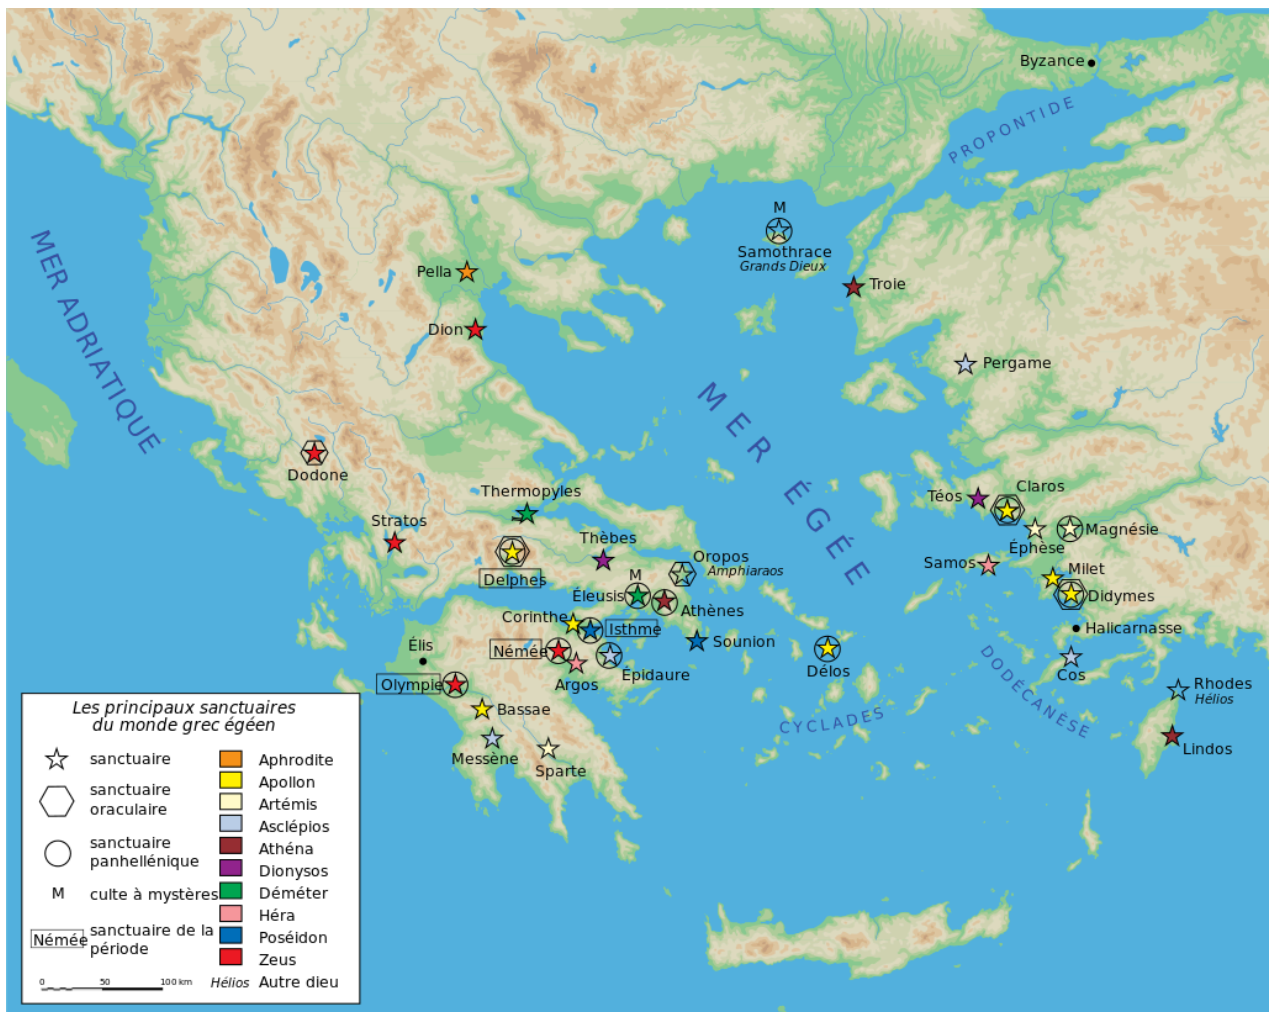 Byzance
PROPONTIDE
M
Samothrace
Grands Dieux
MER ADRIATIQUE
Pella
Troie
Dion
Pergame
MER ÉGÉE
Dodone
Thermopyles
Téos
Claros
Stratos
Thèbes
Magnésie
Éphèse
Oropos
Amphiaraos
Samos
Milet
Delphes
M
Éleusis
Didymes
Athènes
Corinthe
Isthme
Halicarnasse
Sounion
Élis
Némée
Épidaure
Délos
Cos
Argos
DODÉCANÈSE
Olympie
Rhodes
Hélios
Bassae
CYCLADES
Lindos
Messène
Sparte
Les principaux sanctuaires
du monde grec égéen
sanctuaire
sanctuaire
oraculaire
sanctuaire
panhellénique
M culte à mystères
Némée sanctuaire de la
période
0 50 100 km
Aphrodite
Apollon
Artémis
Asclépios
Athéna
Dionysos
Déméter
Héra
Poséidon
Zeus
Hélios Autre dieu